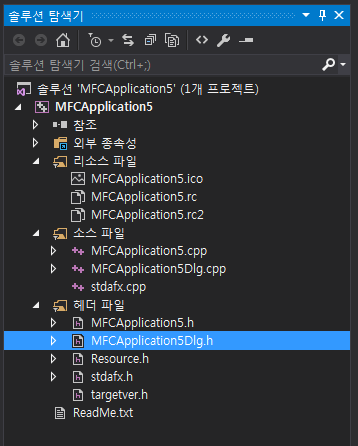 솔루션 탐색기
솔루션 탐색기 검색(Ctrl+;)
솔루션 'MFCApplication5' (1개 프로젝트)
MFCApplication5
참조
외부 종속성
리소스 파일
MFCApplication5.ico
MFCApplication5.rc
MFCApplication5.rc2
소스 파일
MFCApplication5.cpp
MFCApplication5Dlg.cpp
stdafx.cpp
헤더 파일
MFCApplication5.h
MFCApplication5Dlg.h
Resource.h
stdafx.h
targetver.h
ReadMe.txt